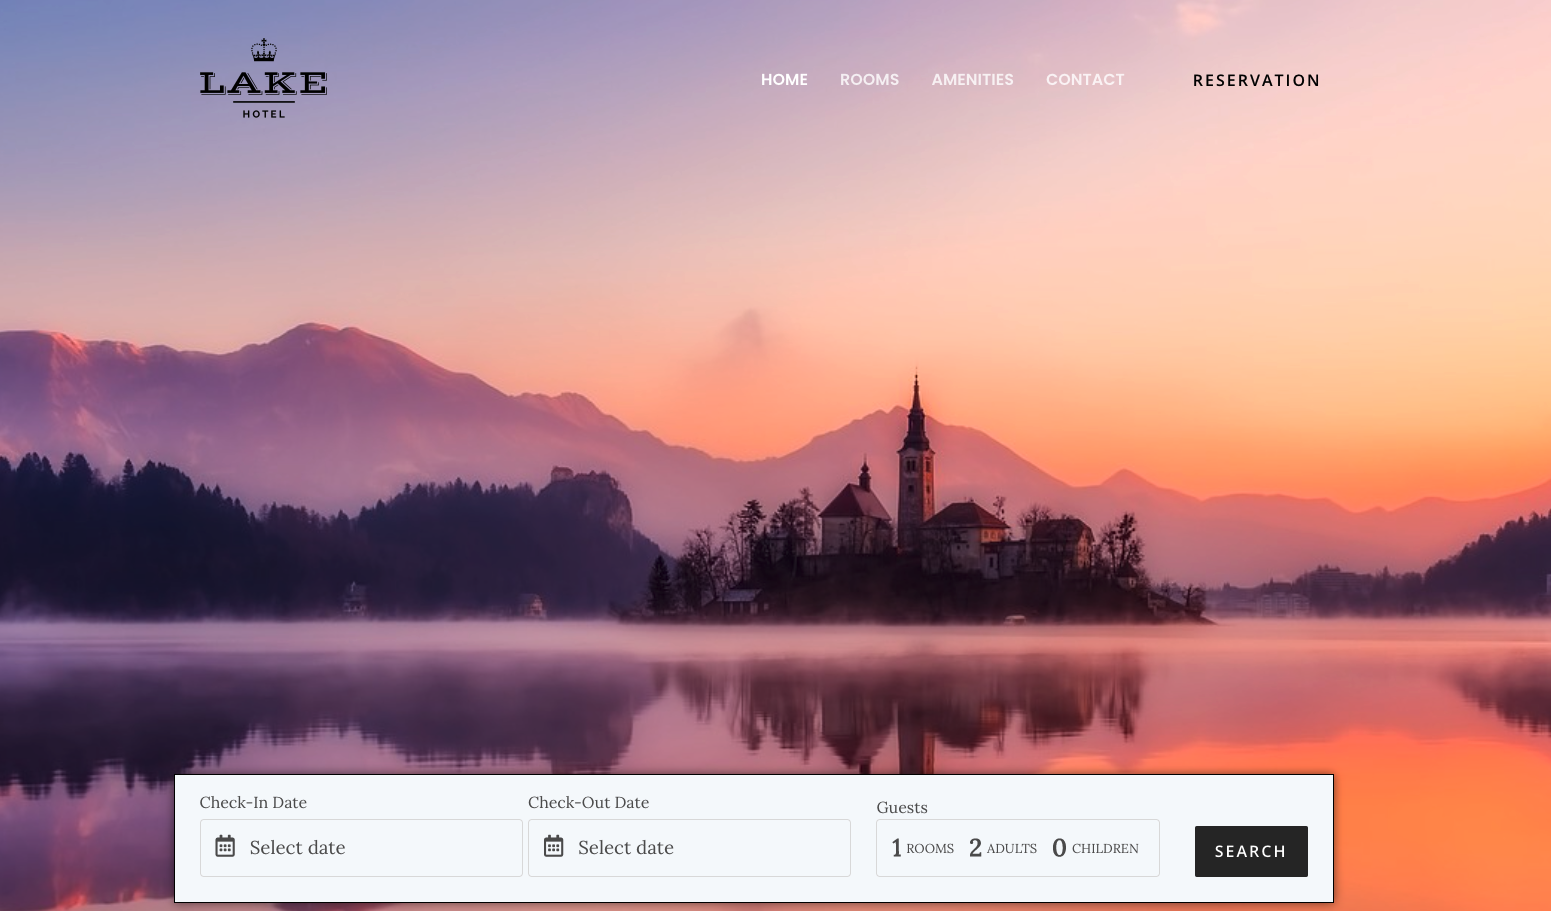 LAKE
HOTEL
HOME ROOMS AMENITIES CONTACT RESERVATION
Check-In Date Check-Out Date Guests
Select date Select date 1 ROOMS 2 ADULTS 0 CHILDREN SEARCH